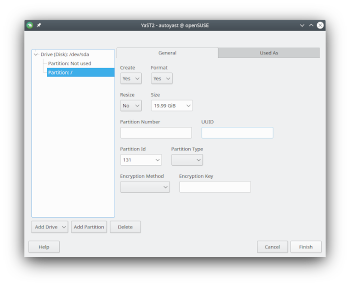 YaST2 - autoyast @ openSUSE
Drive (Disk): /dev/sda
Partition: Not used
Partition: /
General
Used As
Create
Format
Yes
Yes
Resize
Size
No
19.99 GiB
Partition Number
UUID
Partition Id
Partition Type
131
Encryption Method
Encryption Key
Add Drive
Add Partition
Delete
Help
Cancel
Finish